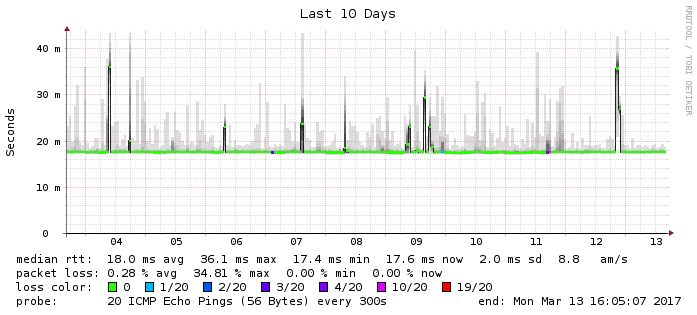 Last 10 Days
RRDTOOL / TOBI OETIKER
Seconds
40 m
30 m
20 m
10 m
0
04 05 06 07 08 09 10 11 12 13
median rtt: 18.0 ms avg 36.1 ms max 17.4 ms min 17.6 ms now 2.0 ms sd 8.8 am/s
packet loss: 0.28 % avg 34.81 % max 0.00 % min 0.00 % now
loss color: 0 1/20 2/20 3/20 4/20 10/20 19/20
probe: 20 ICMP Echo Pings (56 Bytes) every 300s end: Mon Mar 13 16:05:07 2017